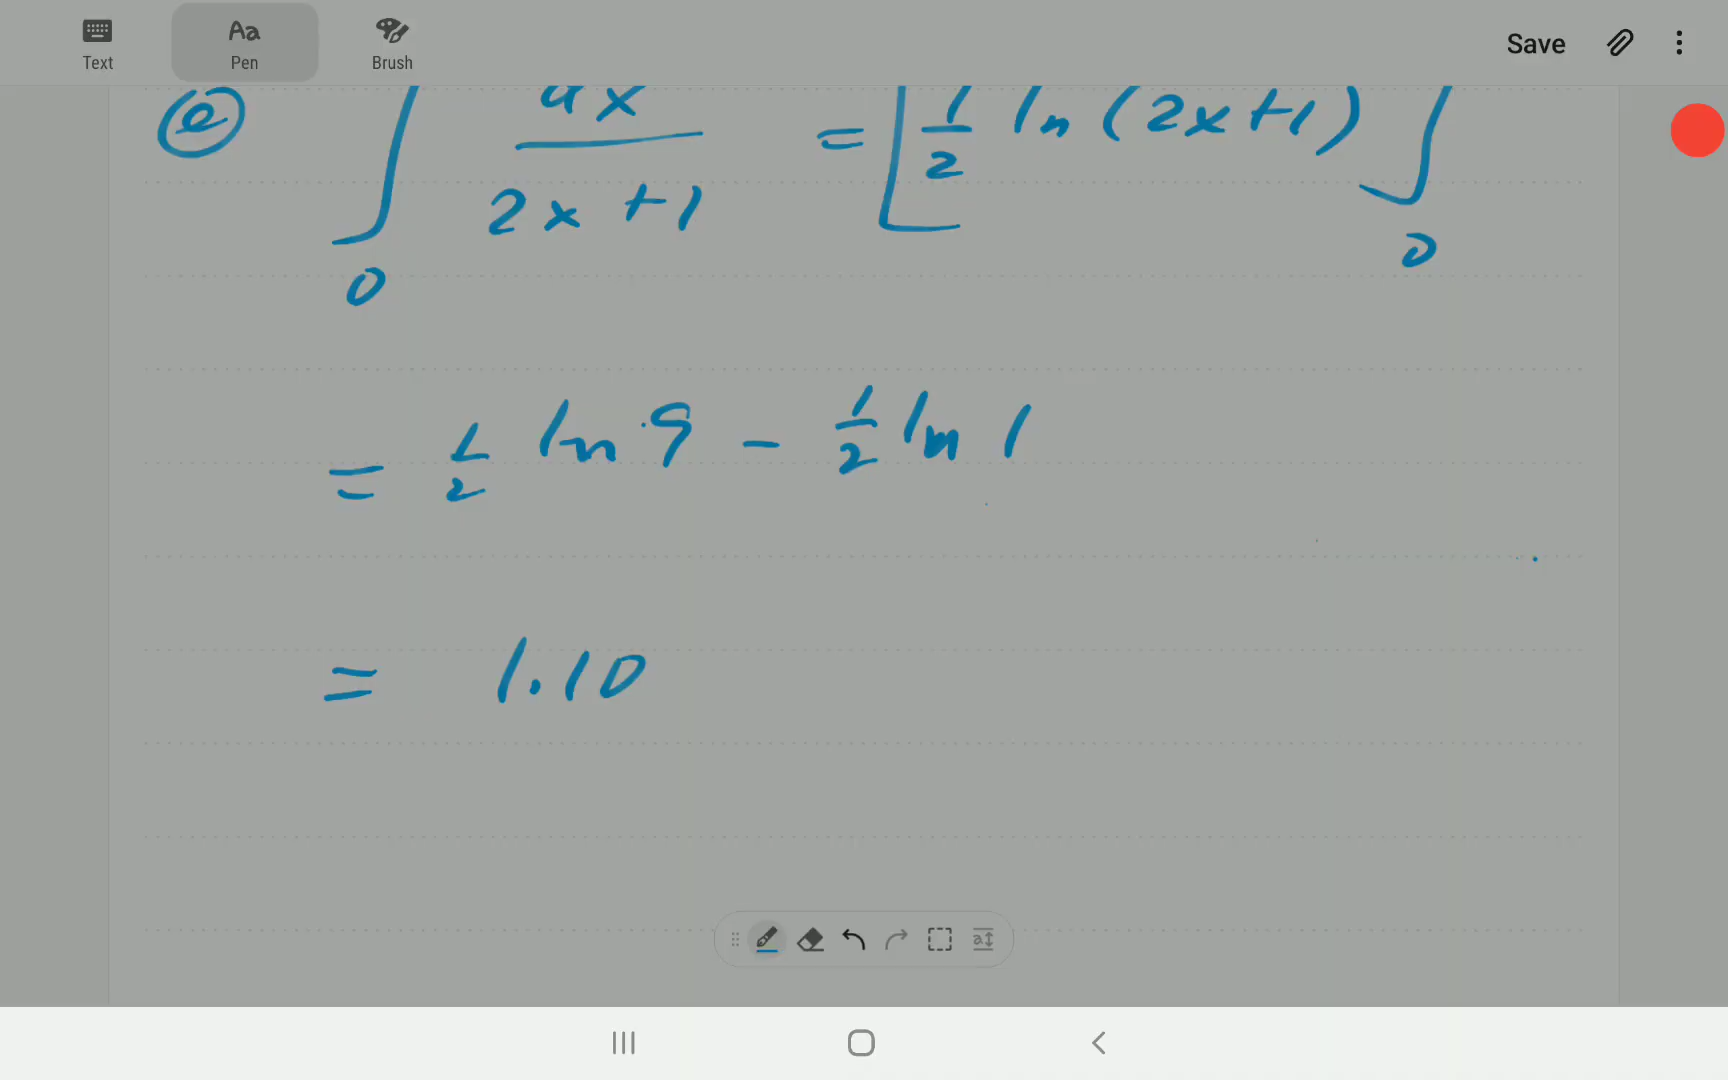 Text Pen Brush Save
@ ∫ dx / 2x+1 = [1/2 ln (2x+1)]
0 0
= 1/2 ln 9 - 1/2 ln 1
= 1.10